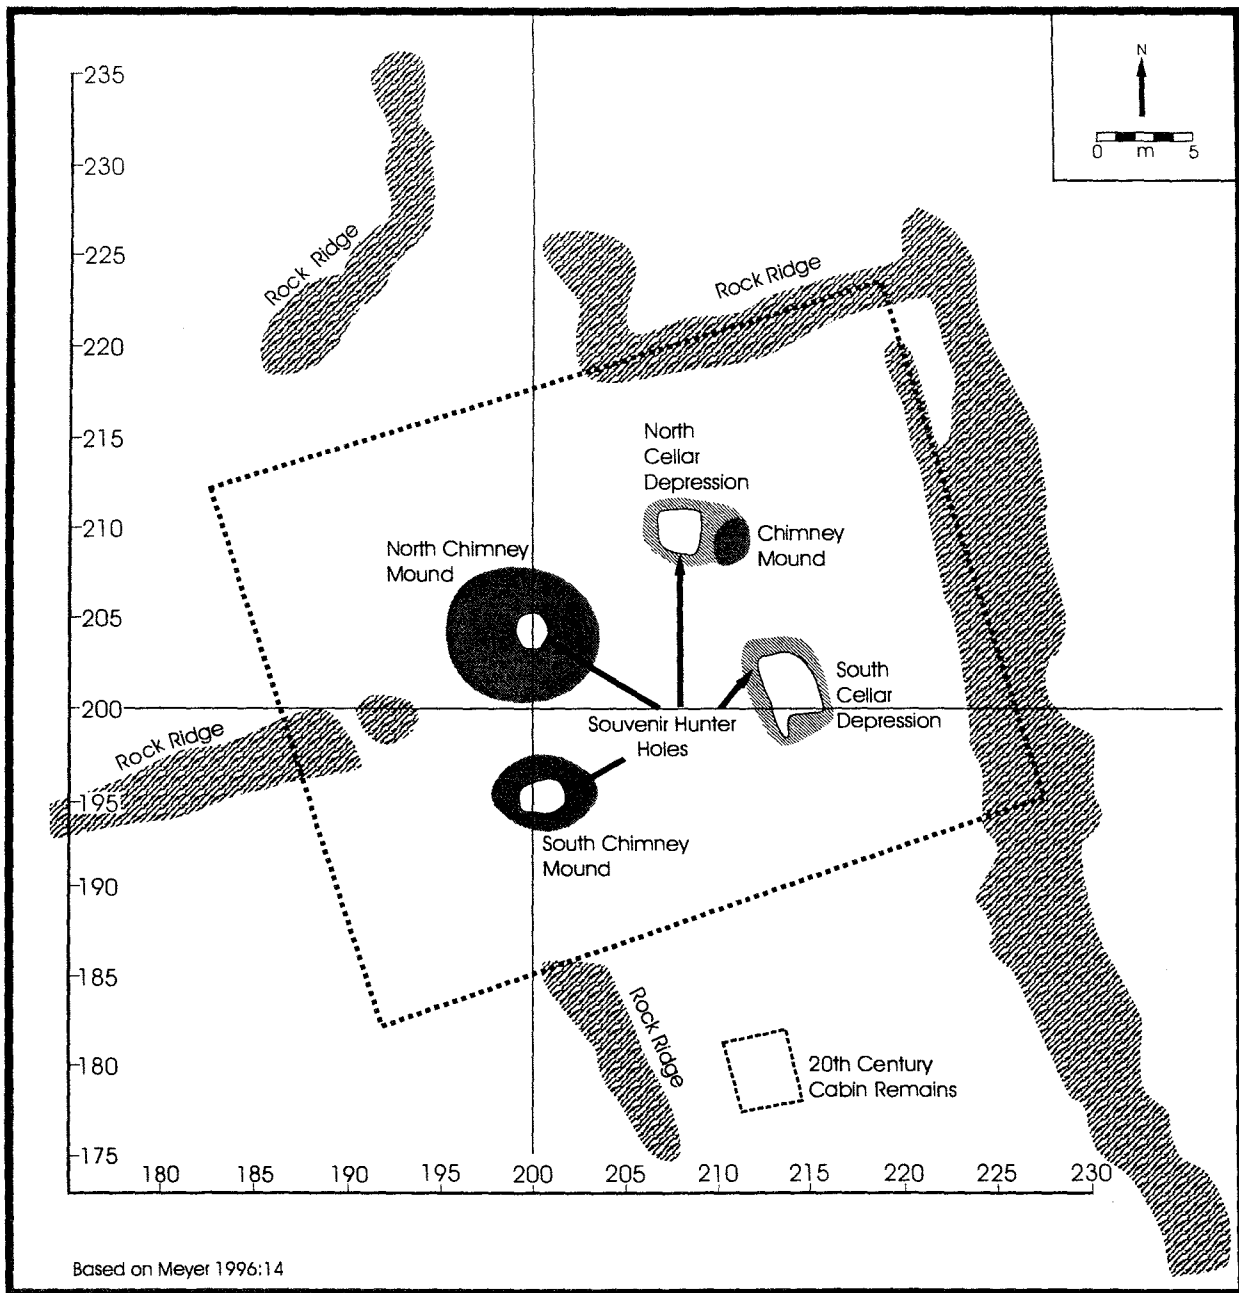 N
0 m 5
235
230
225
220
215
210
205
200
195
190
185
180
175
Rock Ridge
Rock Ridge
North
Cellar
Depression
Chimney
Mound
North Chimney
Mound
South
Cellar
Depression
Souvenir Hunter
Holes
Rock Ridge
South Chimney
Mound
Rock Ridge
20th Century
Cabin Remains
180 185 190 195 200 205 210 215 220 225 230
Based on Meyer 1996:14